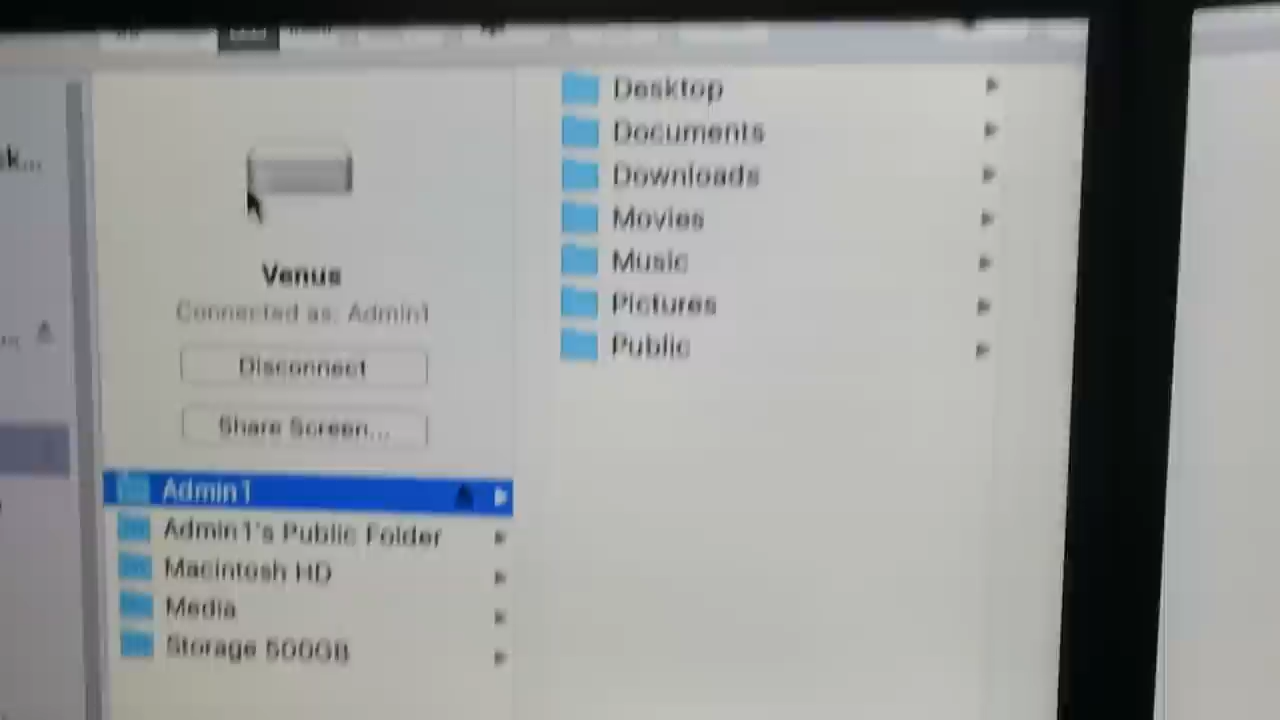 k...
Venus
Connected as: Admin1
Disconnect
Share Screen...
Admin1
Admin1's Public Folder
Macintosh HD
Media
Storage 500GB
Desktop
Documents
Downloads
Movies
Music
Pictures
Public